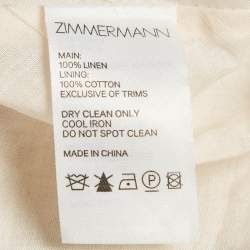 ZIMMERMANN
MAIN:
100% LINEN
LINING:
100% COTTON
EXCLUSIVE OF TRIMS
DRY CLEAN ONLY
COOL IRON
DO NOT SPOT CLEAN
MADE IN CHINA
P